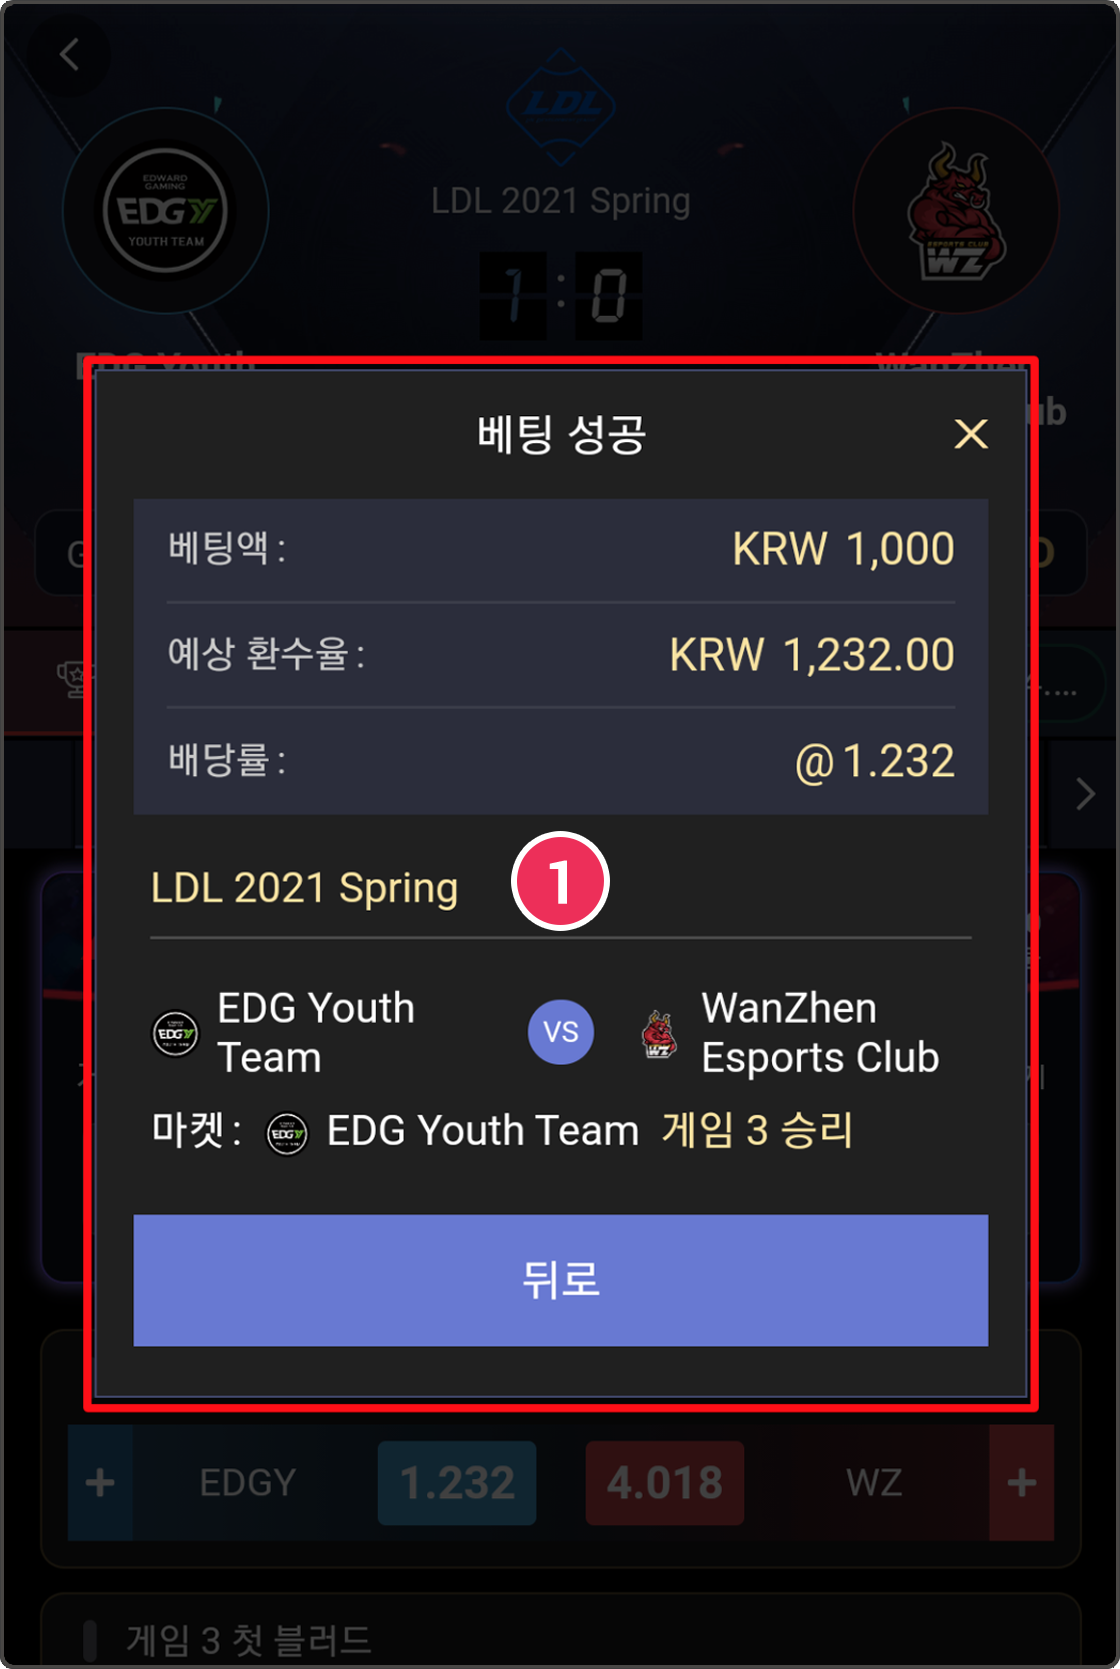 LDL
LDL 2021 Spring
EDWARD
GAMING
EDGY
YOUTH TEAM
ESPORTS CLUB
WZ
1 : 0
EDG Youth
WanZhen
베팅 성공
베팅액 :
KRW 1,000
예상 환수율 :
KRW 1,232.00
배당률 :
@ 1.232
LDL 2021 Spring
1
EDG Youth
Team
VS
WanZhen
Esports Club
마켓 : EDG Youth Team 게임 3 승리
뒤로
+ EDGY 1.232 4.018 WZ +
게임 3 첫 블러드